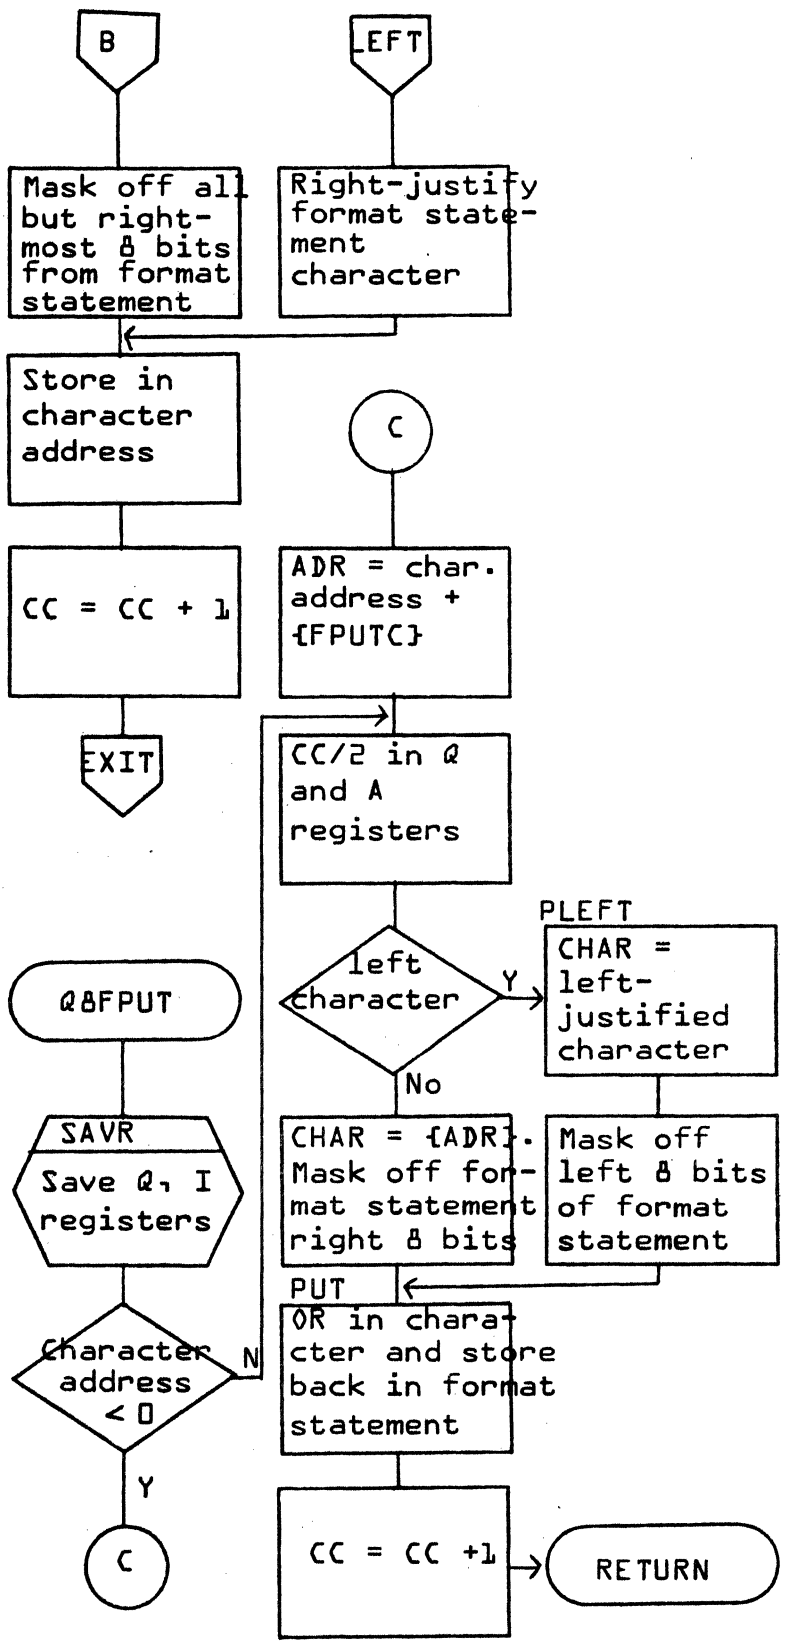 B
LEFT
Mask off all
but right-
most 8 bits
from format
statement
Right-justify
format state-
ment
character
Store in
character
address
C
CC = CC + 1
ADR = char.
address +
{FPUTC}
EXIT
CC/2 in Q
and A
registers
left
character
Y
No
PLEFT
CHAR =
left-
justified
character
Q8FPUT
SAVR
Save Q, I
registers
CHAR = {ADR}.
Mask off for-
mat statement
right 8 bits
Mask off
left 8 bits
of format
statement
Character
address
< 0
N
Y
C
PUT
OR in chara-
cter and store
back in format
statement
CC = CC +1
RETURN